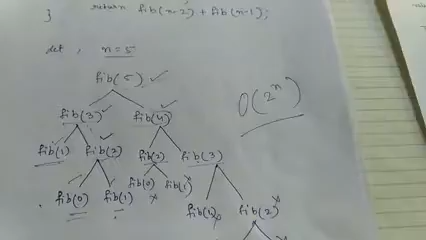 } return fib(n-2) + fib(n-1);
let, n = 5
fib(5)
O(2ⁿ)
fib(3) fib(4)
fib(1) fib(2) fib(2) fib(3)
fib(0) fib(1) fib(0) fib(1)
fib(1) fib(2)